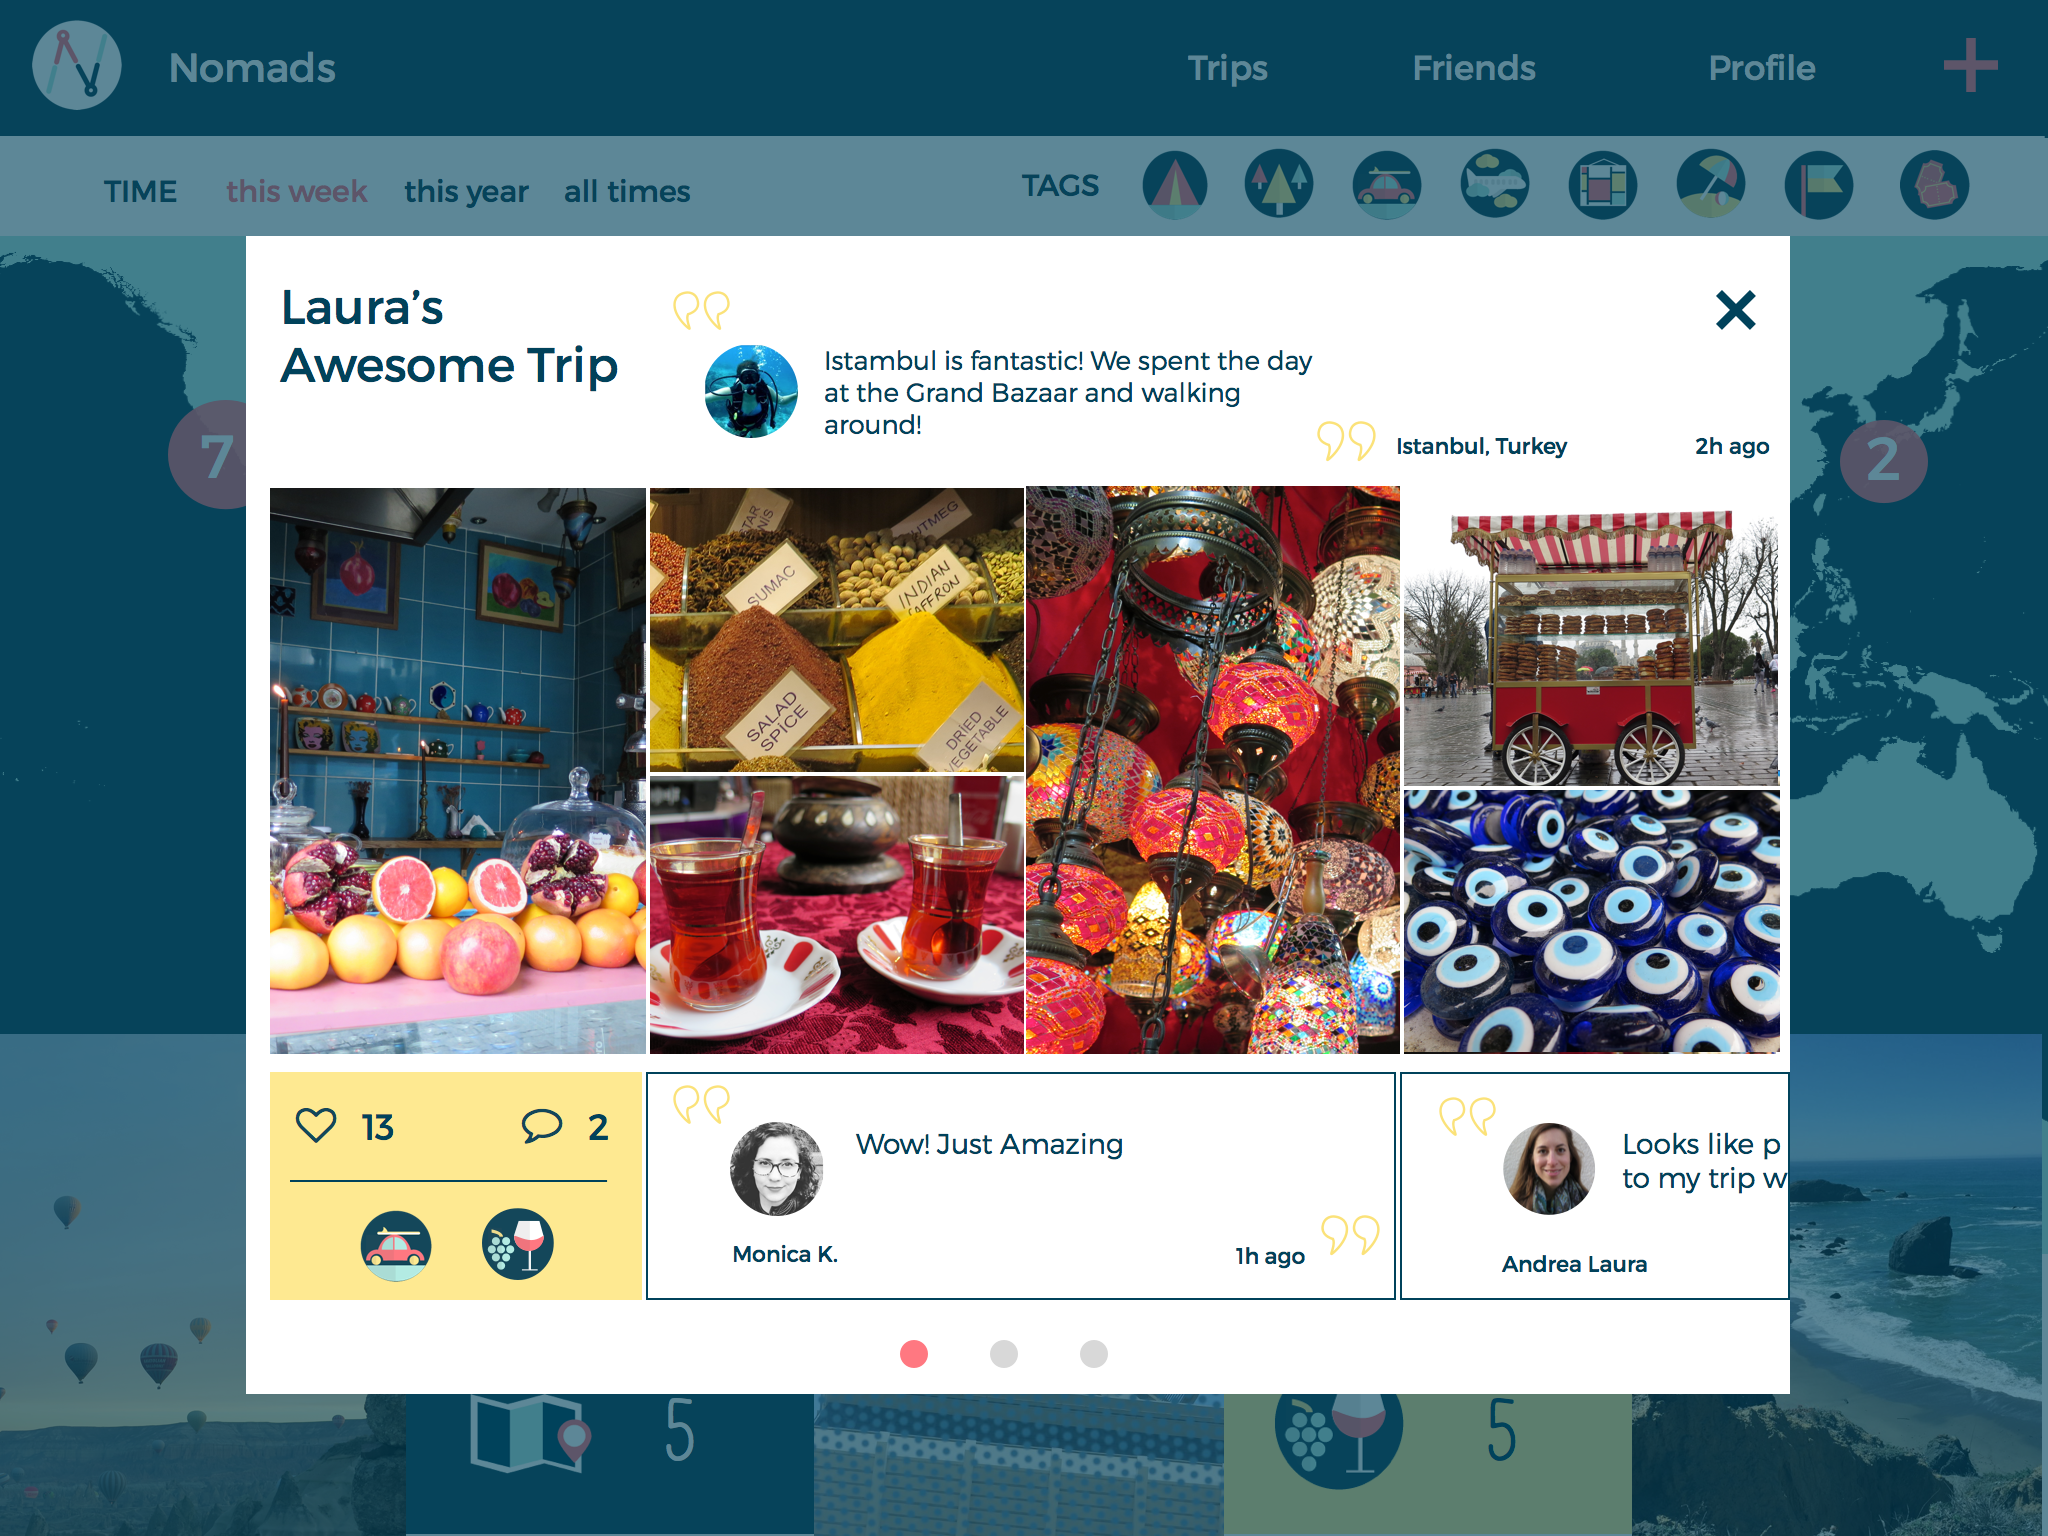 Nomads
Trips
Friends
Profile
TIME
this week
this year
all times
TAGS
Laura’s
Awesome Trip
Istambul is fantastic! We spent the day
at the Grand Bazaar and walking
around!
Istanbul, Turkey
2h ago
7
2
SUMAC
INDIAN
SALAD
SPICE
DRIED
VEGETABLE
13
2
Wow! Just Amazing
Monica K.
1h ago
Looks like p
to my trip w
Andrea Laura
5
5